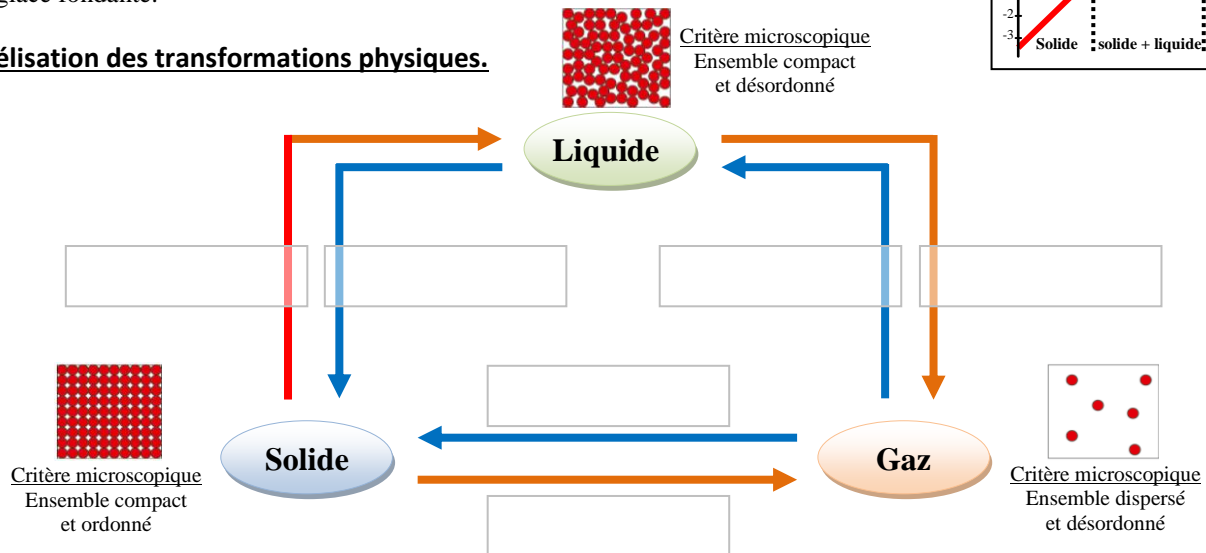 glace fondante.
élisation des transformations physiques.
Critère microscopique
Ensemble compact
et désordonné
-2
-3
Solide
solide + liquide
Liquide
Solide
Gaz
Critère microscopique
Ensemble compact
et ordonné
Critère microscopique
Ensemble dispersé
et désordonné